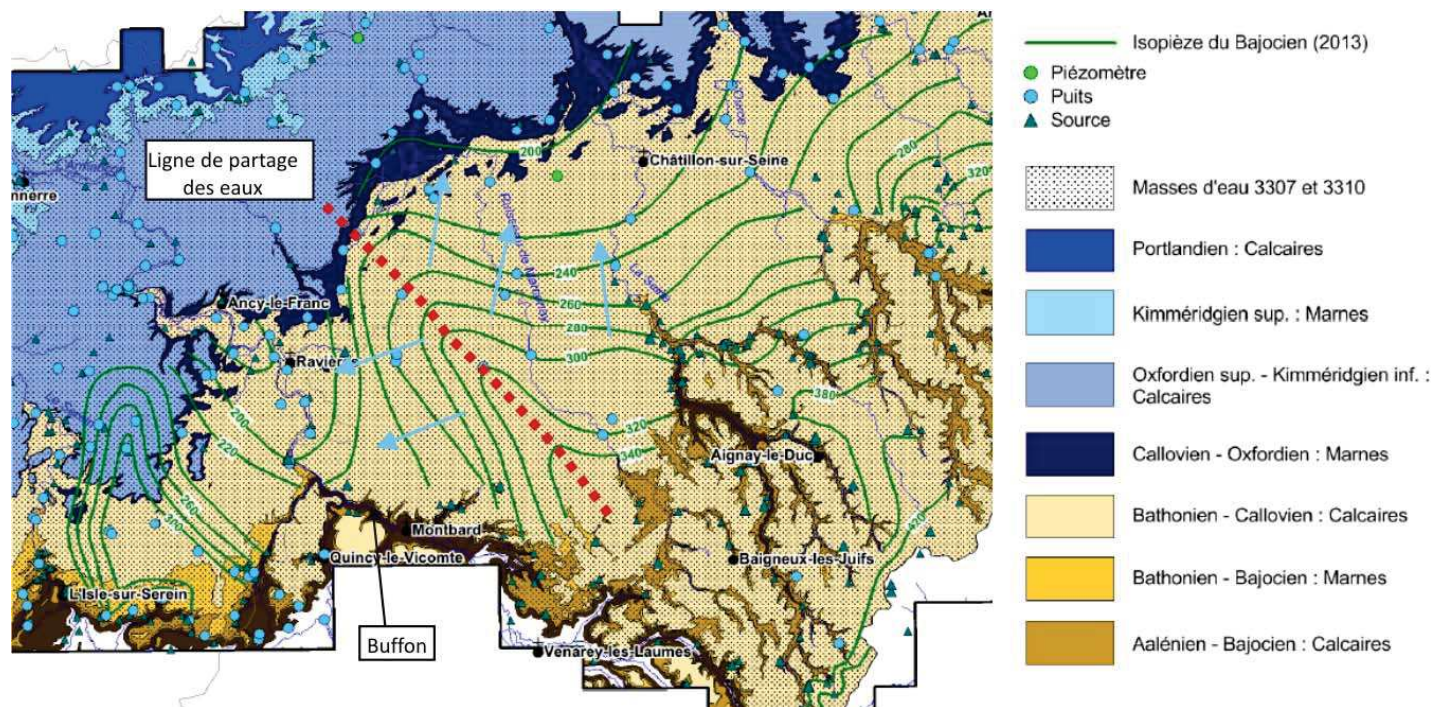 Ligne de partage
des eaux
nnerre
Ancy-le-Franc
Ravières
Châtillon-sur-Seine
Aignay-le-Duc
Baigneux-les-Juifs
Montbard
Quincy-le-Vicomte
L'Isle-sur-Serein
Venarey-les-Laumes
Buffon
200
240
260
280
300
320
340
380
420
280
320
200
220
260
Isopièze du Bajocien (2013)
Piézomètre
Puits
Source
Masses d'eau 3307 et 3310
Portlandien : Calcaires
Kimméridgien sup. : Marnes
Oxfordien sup. - Kimméridgien inf. :
Calcaires
Callovien - Oxfordien : Marnes
Bathonien - Callovien : Calcaires
Bathonien - Bajocien : Marnes
Aalénien - Bajocien : Calcaires